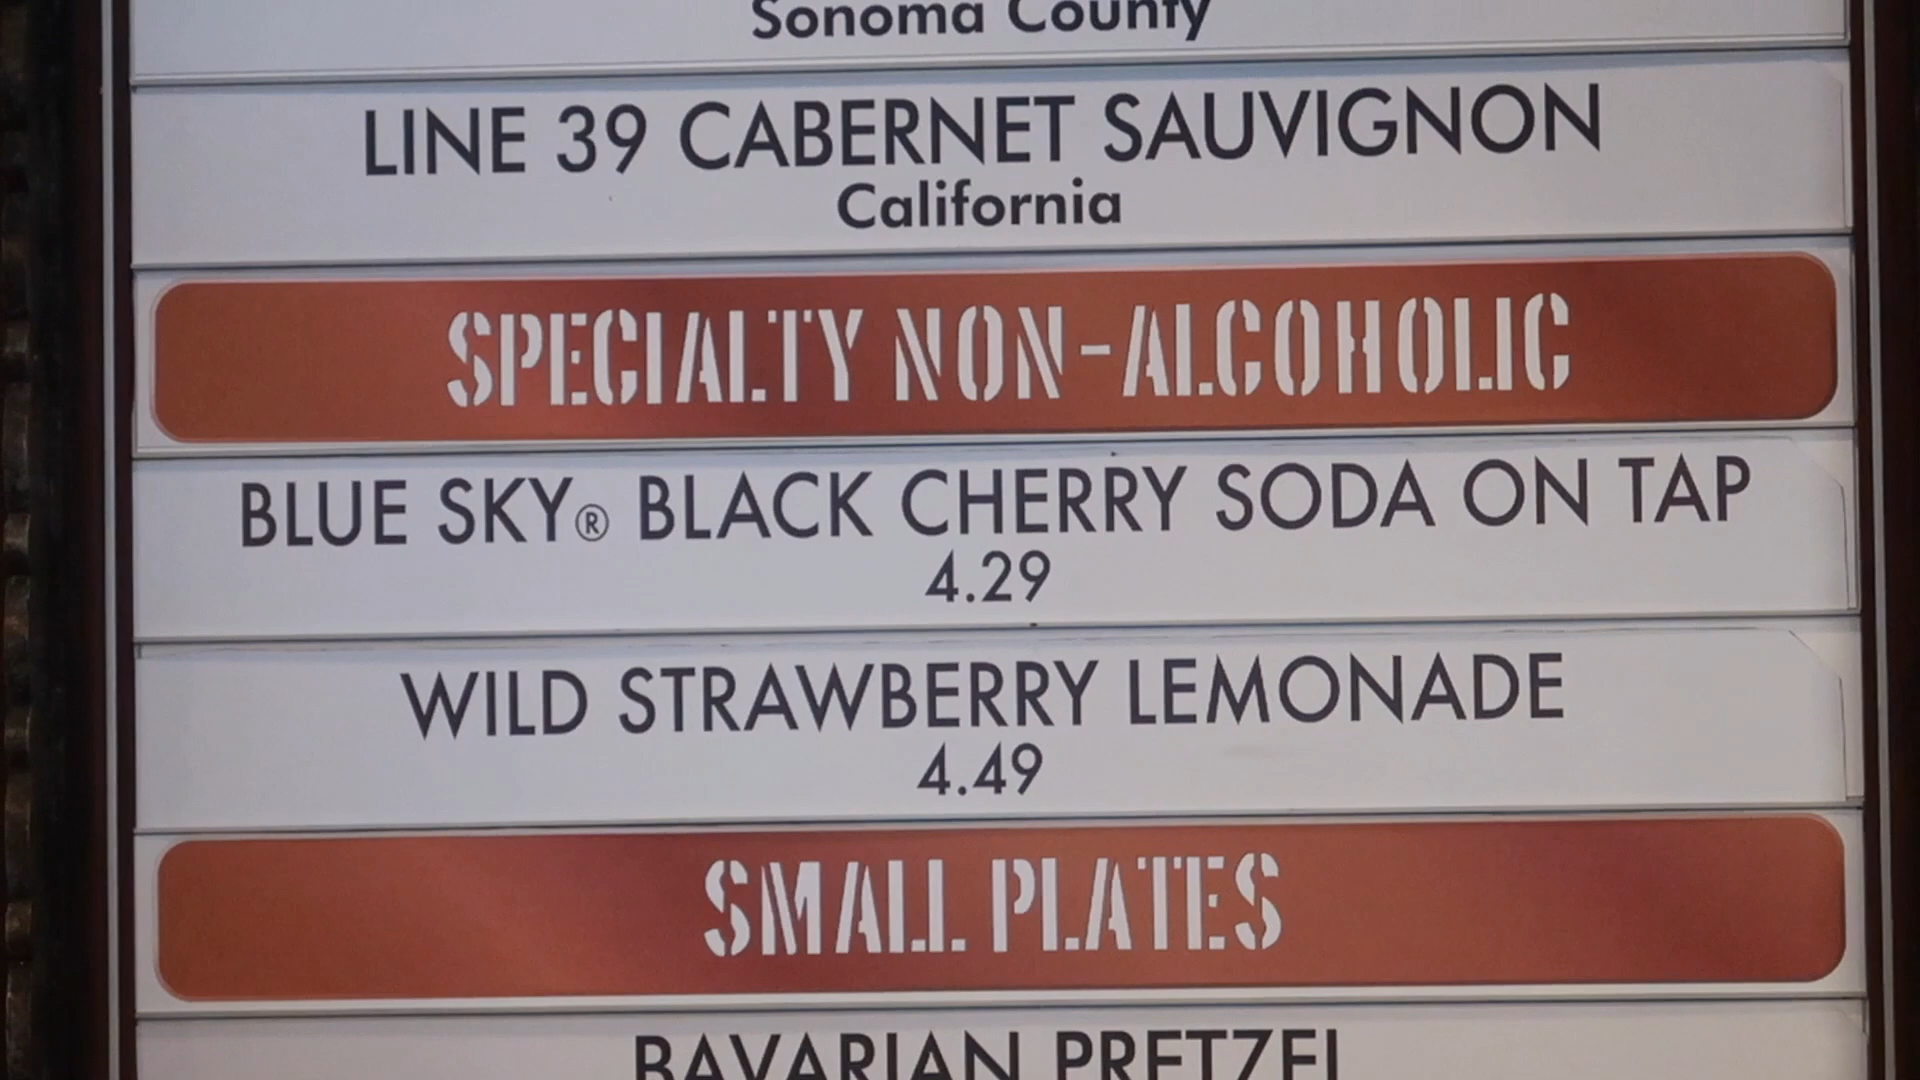 Sonoma County
LINE 39 CABERNET SAUVIGNON
California
SPECIALTY NON-ALCOHOLIC
BLUE SKY® BLACK CHERRY SODA ON TAP
4.29
WILD STRAWBERRY LEMONADE
4.49
SMALL PLATES
BAVARIAN PRETZEL